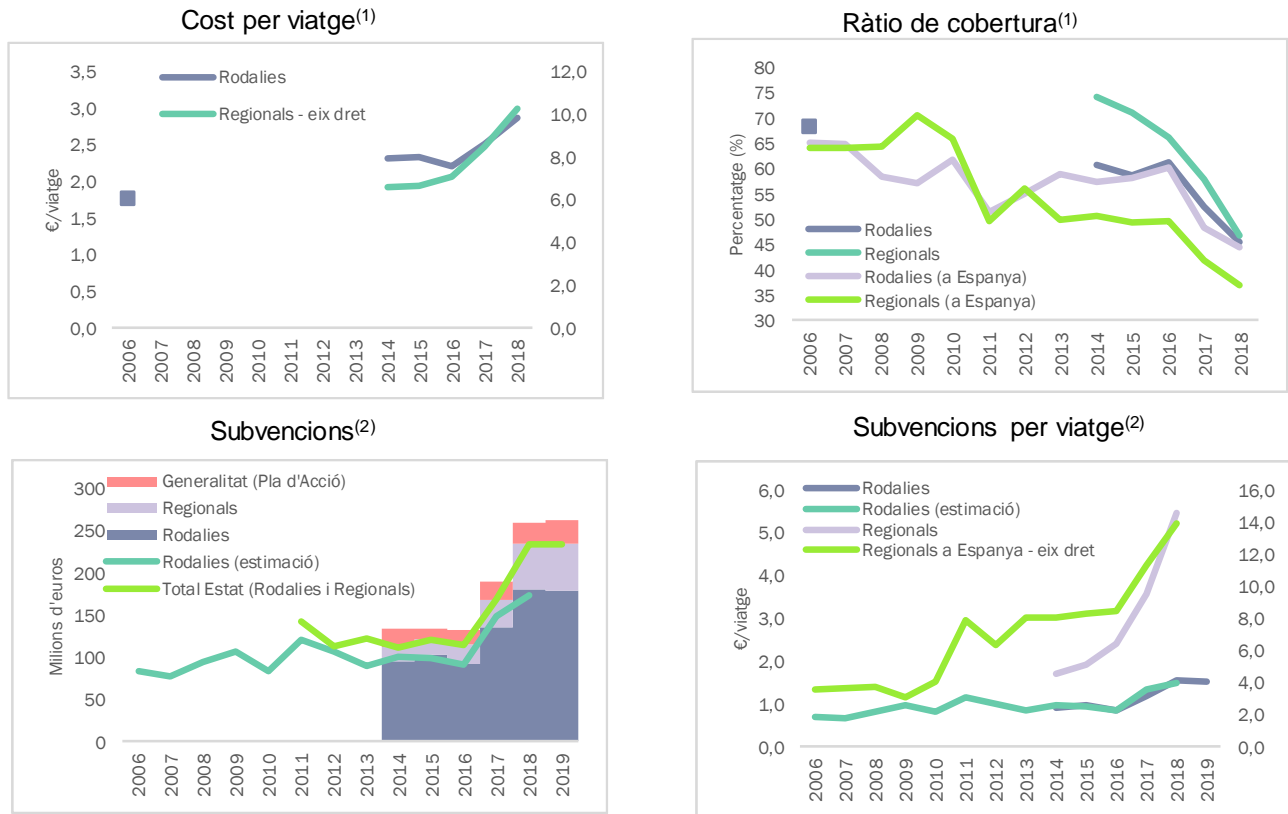 Cost per viatge(1)
3,5
3,0
2,5
2,0
1,5
1,0
0,5
0,0
€/viatge
12,0
10,0
8,0
6,0
4,0
2,0
0,0
Rodalies
Regionals - eix dret
2006 2007 2008 2009 2010 2011 2012 2013 2014 2015 2016 2017 2018
Ràtio de cobertura(1)
80
75
70
65
60
55
50
45
40
35
30
Percentatge (%)
Rodalies
Regionals
Rodalies (a Espanya)
Regionals (a Espanya)
2006 2007 2008 2009 2010 2011 2012 2013 2014 2015 2016 2017 2018
Subvencions(2)
300
250
200
150
100
50
0
Milions d'euros
Generalitat (Pla d'Acció)
Regionals
Rodalies
Rodalies (estimació)
Total Estat (Rodalies i Regionals)
2006 2007 2008 2009 2010 2011 2012 2013 2014 2015 2016 2017 2018 2019
Subvencions per viatge(2)
6,0
5,0
4,0
3,0
2,0
1,0
0,0
€/viatge
16,0
14,0
12,0
10,0
8,0
6,0
4,0
2,0
0,0
Rodalies
Rodalies (estimació)
Regionals
Regionals a Espanya - eix dret
2006 2007 2008 2009 2010 2011 2012 2013 2014 2015 2016 2017 2018 2019